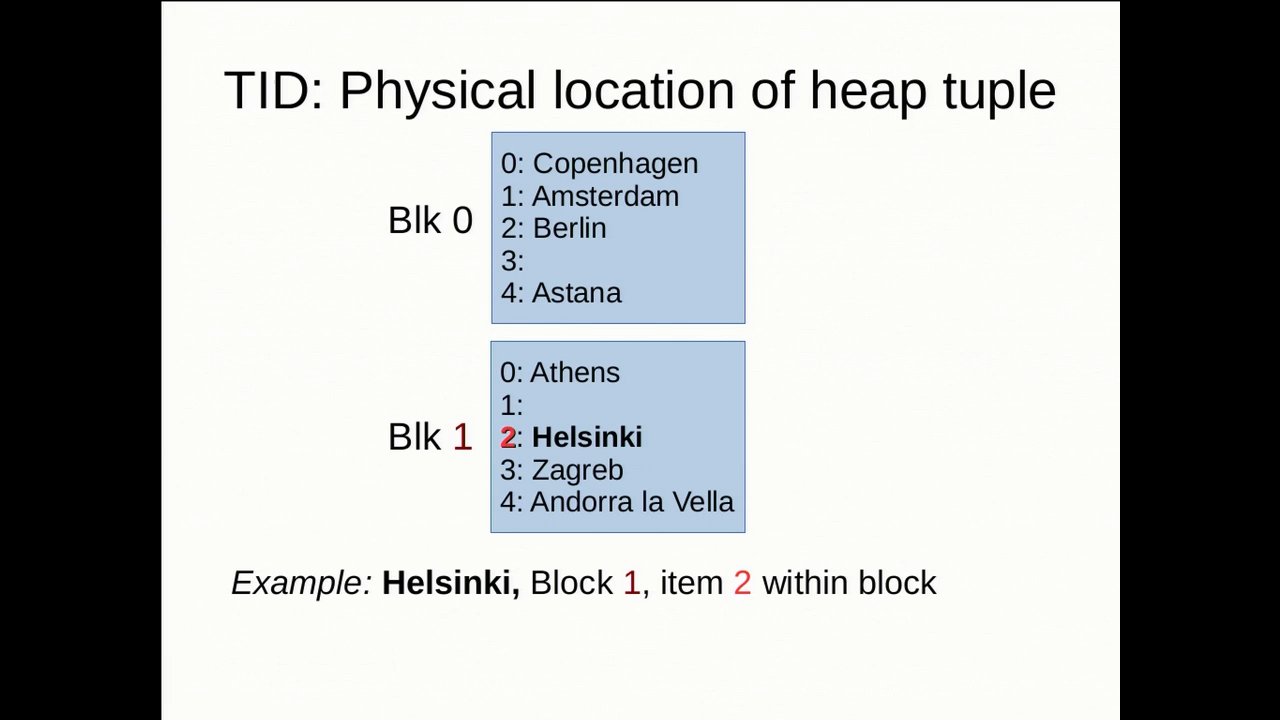 TID: Physical location of heap tuple
Blk 0
0: Copenhagen
1: Amsterdam
2: Berlin
3:
4: Astana
Blk 1
0: Athens
1:
2: Helsinki
3: Zagreb
4: Andorra la Vella
Example: Helsinki, Block 1, item 2 within block